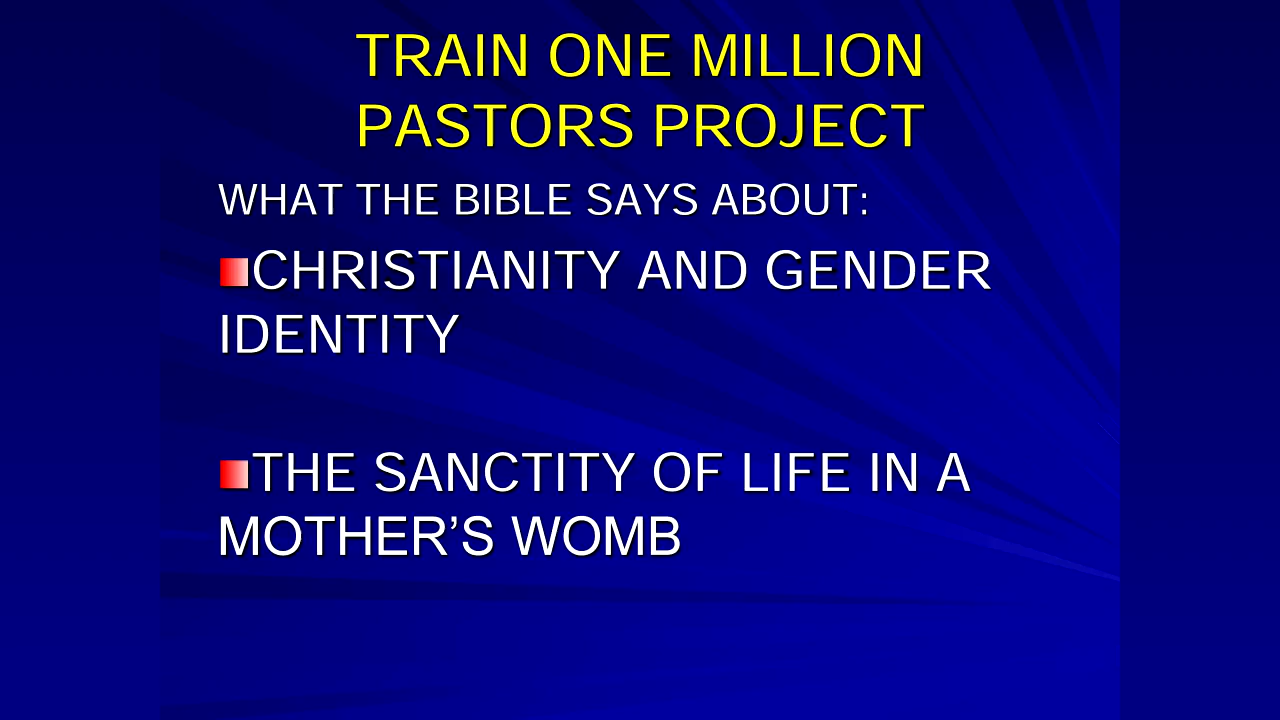 TRAIN ONE MILLION
PASTORS PROJECT
WHAT THE BIBLE SAYS ABOUT:
CHRISTIANITY AND GENDER
IDENTITY
THE SANCTITY OF LIFE IN A
MOTHER’S WOMB